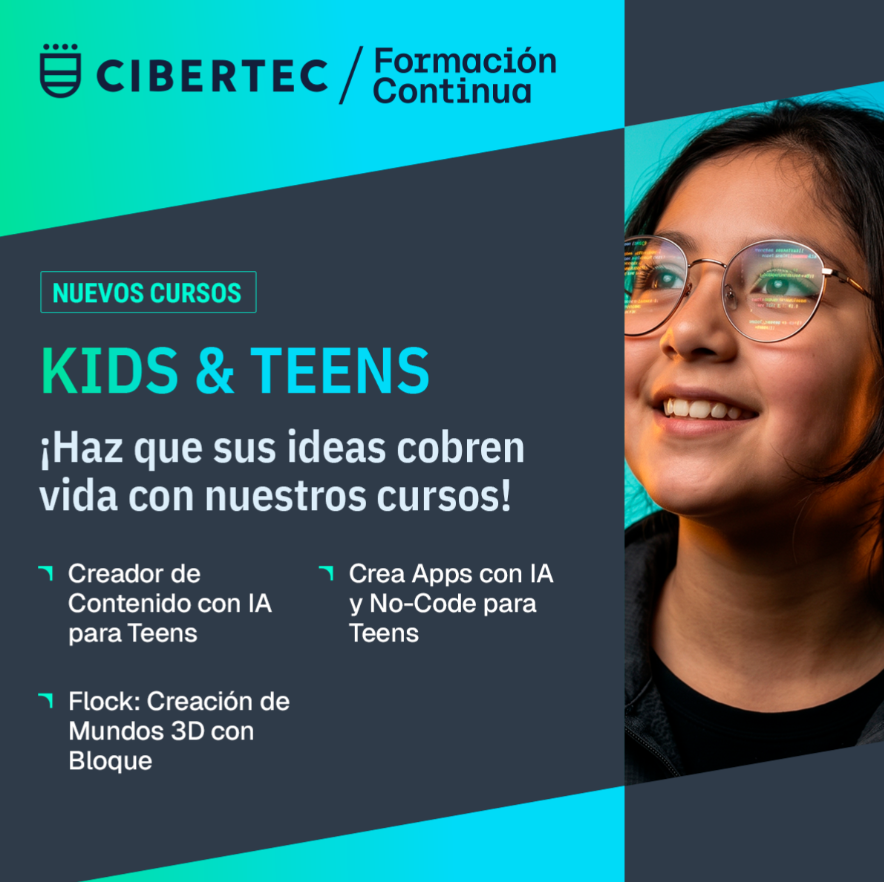 CIBERTEC
Formación
Continua
NUEVOS CURSOS
KIDS & TEENS
¡Haz que sus ideas cobren
vida con nuestros cursos!
Creador de
Contenido con IA
para Teens
Crea Apps con IA
y No-Code para
Teens
Flock: Creación de
Mundos 3D con
Bloque